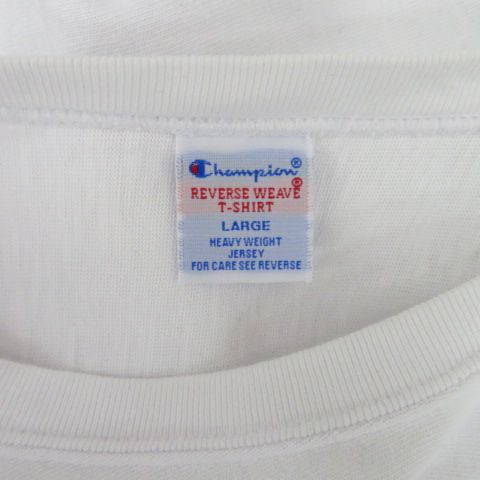 Champion®
REVERSE WEAVE®
T-SHIRT
LARGE
HEAVY WEIGHT
JERSEY
FOR CARE SEE REVERSE